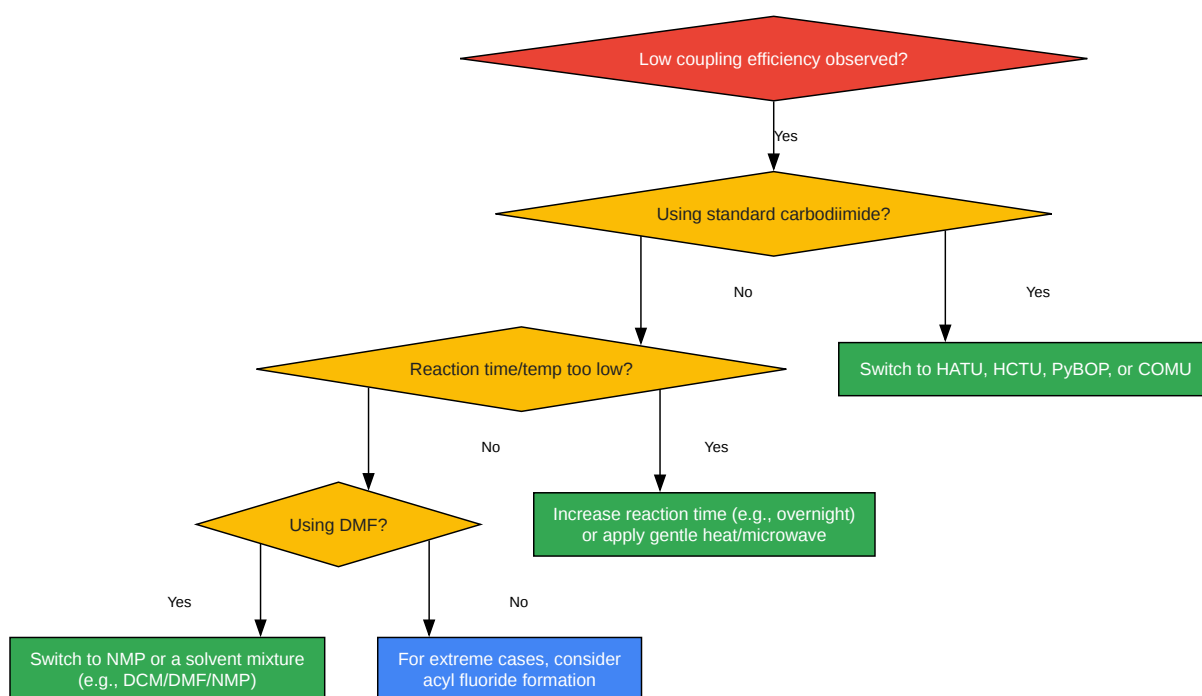 Low coupling efficiency observed?
Yes
Using standard carbodiimide?
No
Yes
Reaction time/temp too low?
Switch to HATU, HCTU, PyBOP, or COMU
No
Yes
Using DMF?
Increase reaction time (e.g., overnight)
or apply gentle heat/microwave
Yes
No
Switch to NMP or a solvent mixture
(e.g., DCM/DMF/NMP)
For extreme cases, consider
acyl fluoride formation